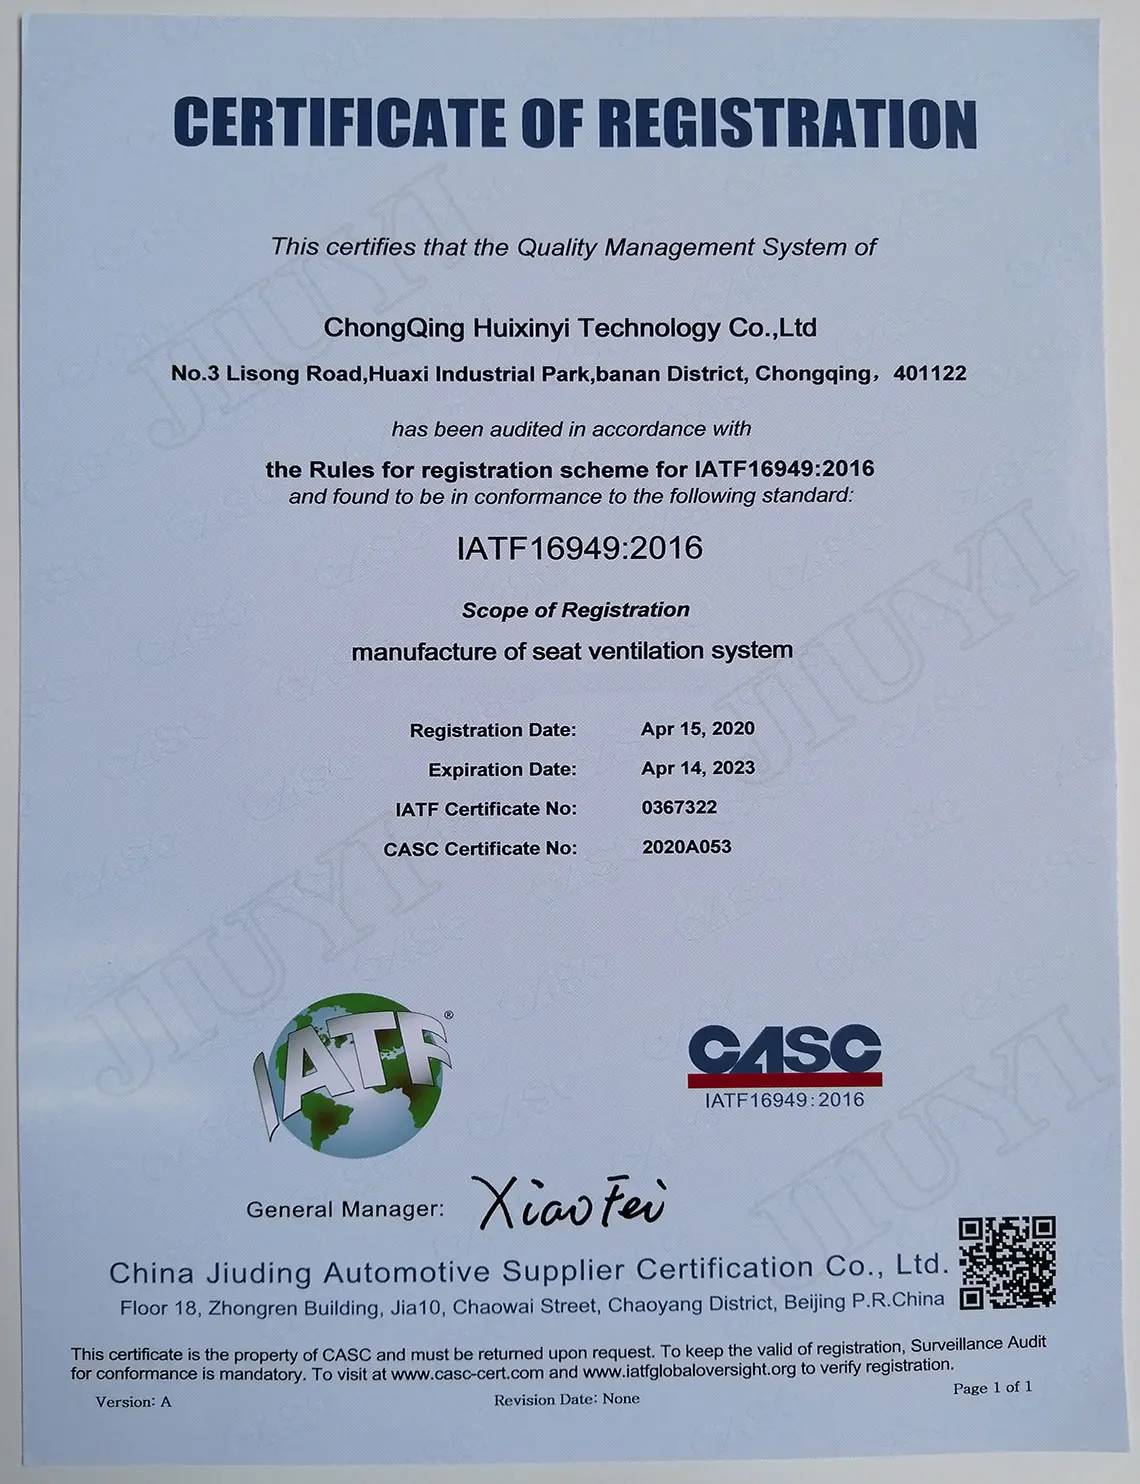 CERTIFICATE OF REGISTRATION
This certifies that the Quality Management System of
ChongQing Huixinyi Technology Co.,Ltd
No.3 Lisong Road,Huaxi Industrial Park,banan District, Chongqing， 401122
has been audited in accordance with
the Rules for registration scheme for IATF16949:2016
and found to be in conformance to the following standard:
IATF16949:2016
Scope of Registration
manufacture of seat ventilation system
Registration Date: Apr 15, 2020
Expiration Date: Apr 14, 2023
IATF Certificate No: 0367322
CASC Certificate No: 2020A053
IATF®
CASC
IATF16949:2016
General Manager: Xiao Fei
China Jiuding Automotive Supplier Certification Co., Ltd.
Floor 18, Zhongren Building, Jia10, Chaowai Street, Chaoyang District, Beijing P.R.China
This certificate is the property of CASC and must be returned upon request. To keep the valid of registration, Surveillance Audit
for conformance is mandatory. To visit at www.casc-cert.com and www.iatfglobaloversight.org to verify registration.
Version: A
Revision Date: None
Page 1 of 1
JIUYI
JIUYI
JIUYI
JIUYI